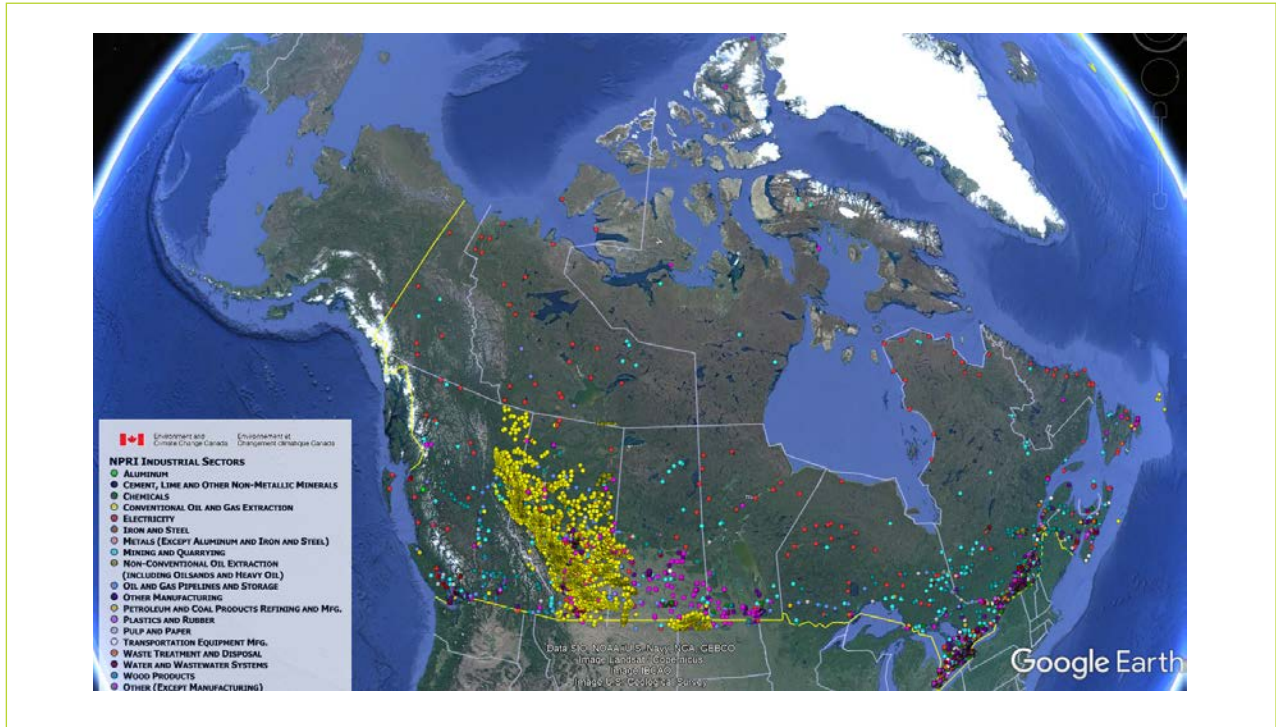 Environment and
Climate Change Canada
Environnement et
Changement climatique Canada
NPRI INDUSTRIAL SECTORS
ALUMINUM
CEMENT, LIME AND OTHER NON-METALLIC MINERALS
CHEMICALS
CONVENTIONAL OIL AND GAS EXTRACTION
ELECTRICITY
IRON AND STEEL
METALS (EXCEPT ALUMINUM AND IRON AND STEEL)
MINING AND QUARRYING
NON-CONVENTIONAL OIL EXTRACTION
(INCLUDING OILSANDS AND HEAVY OIL)
OIL AND GAS PIPELINES AND STORAGE
OTHER MANUFACTURING
PETROLEUM AND COAL PRODUCTS REFINING AND MFG.
PLASTICS AND RUBBER
PULP AND PAPER
TRANSPORTATION EQUIPMENT MFG.
WASTE TREATMENT AND DISPOSAL
WATER AND WASTEWATER SYSTEMS
WOOD PRODUCTS
OTHER (EXCEPT MANUFACTURING)
Data SIO, NOAA, U.S. Navy, NGA, GEBCO
Image Landsat / Copernicus
Image IBCAO
Image U.S. Geological Survey
Google Earth